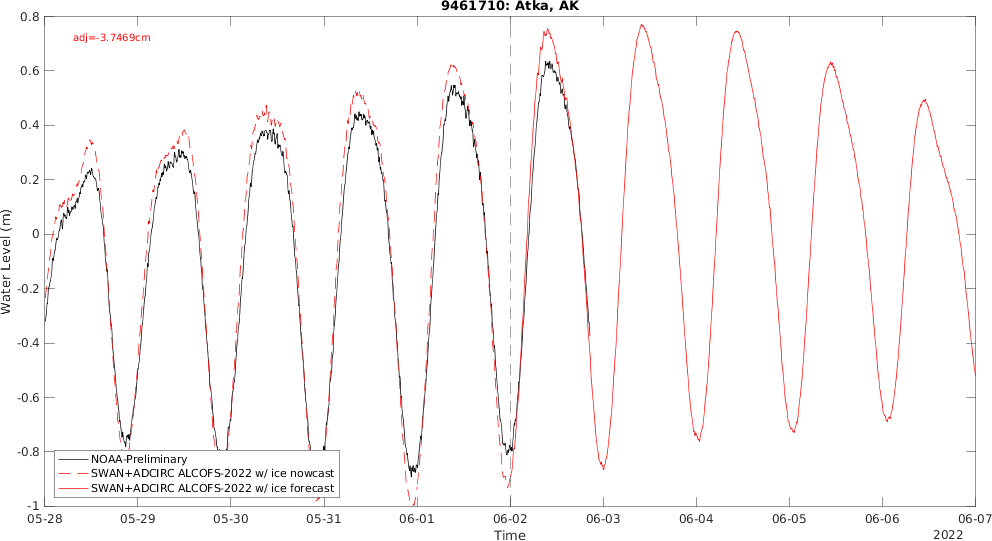 9461710: Atka, AK
adj=-3.7469cm
Water Level (m)
0.8
0.6
0.4
0.2
0
-0.2
-0.4
-0.6
-0.8
-1
NOAA-Preliminary
SWAN+ADCIRC ALCOFS-2022 w/ ice nowcast
SWAN+ADCIRC ALCOFS-2022 w/ ice forecast
05-28 05-29 05-30 05-31 06-01 06-02 06-03 06-04 06-05 06-06 06-07
Time
2022